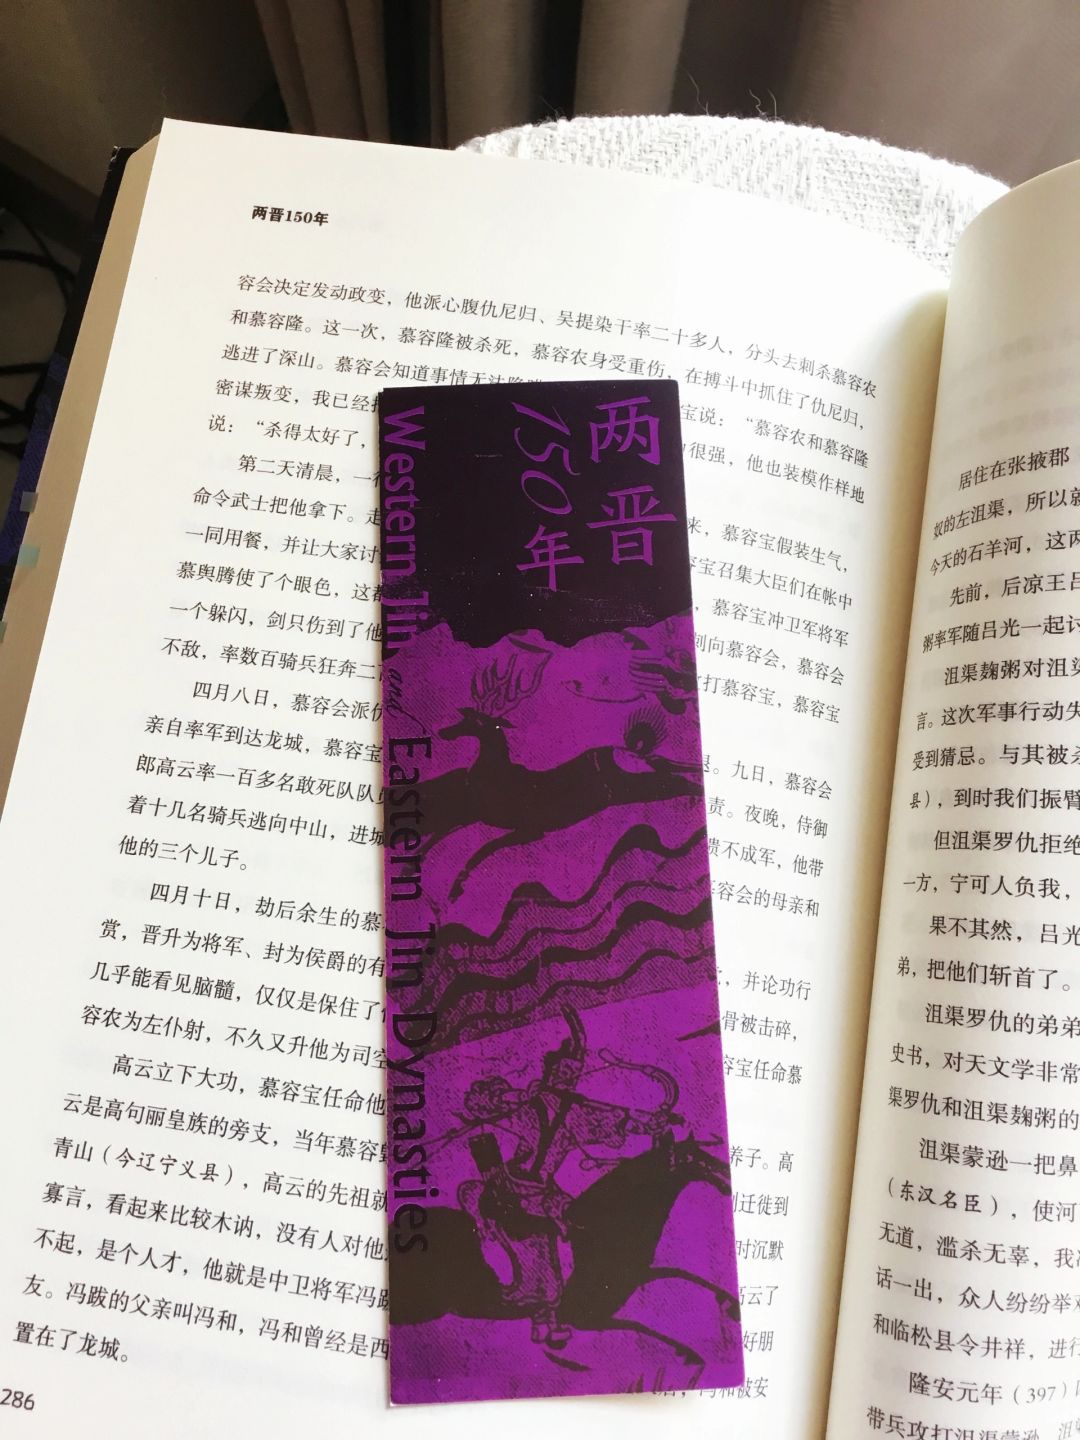 两晋150年
容会决定发动政变，他派心腹仇尼归、吴提染干率二十多人，分头去刺杀慕容农
和慕容隆。这一次，慕容隆被杀死，慕容农身受重伤，在搏斗中抓住了仇尼归，
逃进了深山。慕容会知道事情无法隐
密谋叛变，我已经 宝说：“慕容农和慕容隆
说：“杀得太好了， 很强，他也装模作样地
第二天清晨，一行
命令武士把他拿下。走 来，慕容宝假装生气，
一同用餐，并让大家讨 容宝召集大臣们在帐中
慕舆腾使了个眼色，这都 ，慕容宝冲卫军将军
一个躲闪，剑只伤到了他 刺向慕容会，慕容会
不敌，率数百骑兵狂奔二 打慕容宝，慕容宝
四月八日，慕容会派
亲自率军到达龙城，慕容宝 退。九日，慕容会
郎高云率一百多名敢死队队员 责。夜晚，侍御
着十几名骑兵逃向中山，进城 溃不成军，他带
他的三个儿子。 容会的母亲和
四月十日，劫后余生的慕
赏，晋升为将军、封为侯爵的有 ，并论功行
几乎能看见脑髓，仅仅是保住了 骨被击碎，
容农为左仆射，不久又升他为司空 容宝任命慕
高云立下大功，慕容宝任命他
云是高句丽皇族的旁支，当年慕容 养子。高
青山（今辽宁义县），高云的先祖就 迁徙到
寡言，看起来比较木讷，没有人对他 时沉默
不起，是个人才，他就是中卫将军冯跋 高云了
友。冯跋的父亲叫冯和，冯和曾经是西 好朋
置在了龙城。 冯和被安
286
两晋
150年
Western Jin and Eastern Jin Dynasties
居住在张掖郡
奴的左沮渠，所以就
今天的石羊河，这两
先前，后凉王吕
粥率军随吕光一起讨
沮渠麹粥对沮渠
言。这次军事行动失
受到猜忌。与其被杀
县），到时我们振臂
但沮渠罗仇拒绝
一方，宁可人负我，
果不其然，吕光
弟，把他们斩首了。
沮渠罗仇的弟弟
史书，对天文学非常
渠罗仇和沮渠麹粥的
沮渠蒙逊一把鼻
（东汉名臣），使河
无道，滥杀无辜，我
话一出，众人纷纷举
和临松县令井祥，进行
隆安元年（397）
带兵攻打沮渠蒙逊